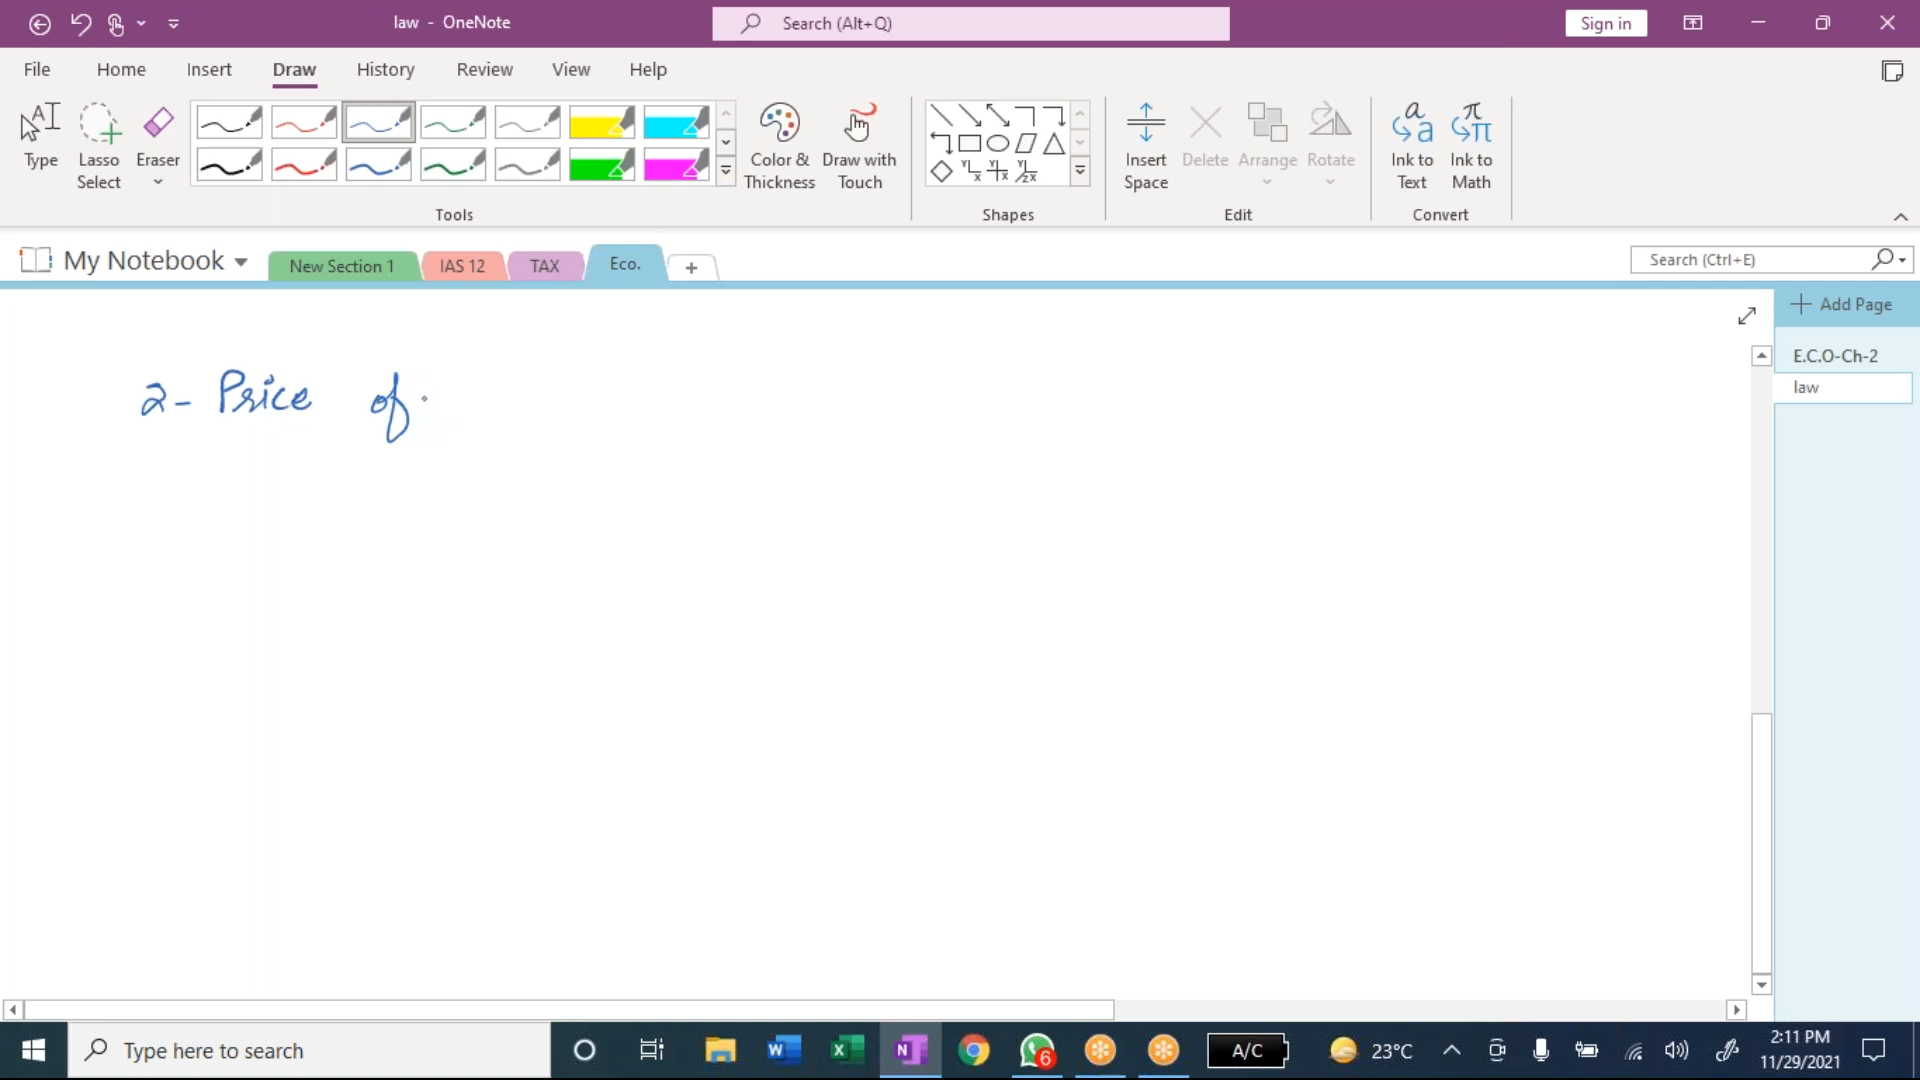 law - OneNote
Search (Alt+Q)
Sign in
File Home Insert Draw History Review View Help
Type
Lasso Select
Eraser
Color & Thickness
Draw with Touch
Insert Space
Delete
Arrange
Rotate
Ink to Text
Ink to Math
Tools Shapes Edit Convert
My Notebook New Section 1 IAS 12 TAX Eco. + Search (Ctrl+E)
Add Page
E.C.O-Ch-2
law
2- Price of
Type here to search
6
A/C
23°C
2:11 PM
11/29/2021